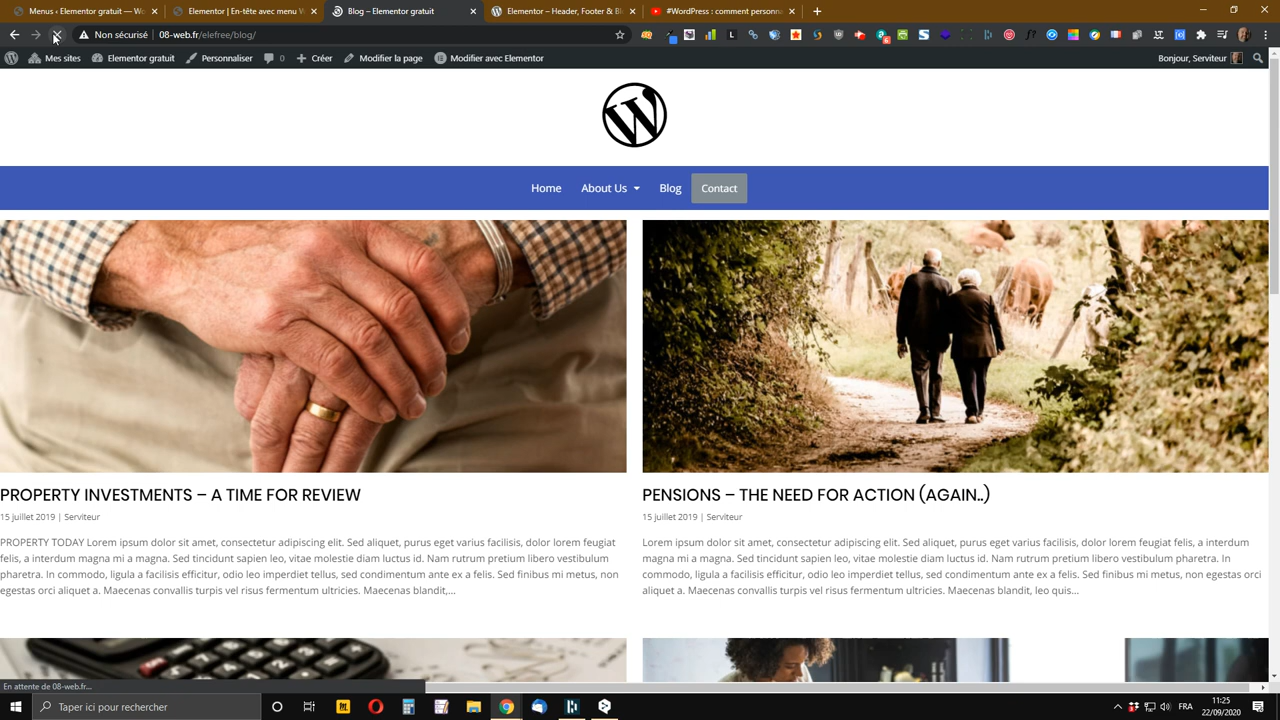 Menus ‹ Elementor gratuit — Wo
Elementor | En-tête avec menu W
Blog – Elementor gratuit
Elementor – Header, Footer & Bl
#WordPress : comment personn
Non sécurisé
08-web.fr/elefree/blog/
Mes sites
Elementor gratuit
Personnaliser
0
Créer
Modifier la page
Modifier avec Elementor
Bonjour, Serviteur
Home
About Us
Blog
Contact
PROPERTY INVESTMENTS – A TIME FOR REVIEW
15 juillet 2019 | Serviteur
PROPERTY TODAY Lorem ipsum dolor sit amet, consectetur adipiscing elit. Sed aliquet, purus eget varius facilisis, dolor lorem feugiat
felis, a interdum magna mi a magna. Sed tincidunt sapien leo, vitae molestie diam luctus id. Nam rutrum pretium libero vestibulum
pharetra. In commodo, ligula a facilisis efficitur, odio leo imperdiet tellus, sed condimentum ante ex a felis. Sed finibus mi metus, non
egestas orci aliquet a. Maecenas convallis turpis vel risus fermentum ultricies. Maecenas blandit,...
PENSIONS – THE NEED FOR ACTION (AGAIN..)
15 juillet 2019 | Serviteur
Lorem ipsum dolor sit amet, consectetur adipiscing elit. Sed aliquet, purus eget varius facilisis, dolor lorem feugiat felis, a interdum
magna mi a magna. Sed tincidunt sapien leo, vitae molestie diam luctus id. Nam rutrum pretium libero vestibulum pharetra. In
commodo, ligula a facilisis efficitur, odio leo imperdiet tellus, sed condimentum ante ex a felis. Sed finibus mi metus, non egestas orci
aliquet a. Maecenas convallis turpis vel risus fermentum ultricies. Maecenas blandit, leo quis...
En attente de 08-web.fr...
Taper ici pour rechercher
FRA
11:25
22/09/2020